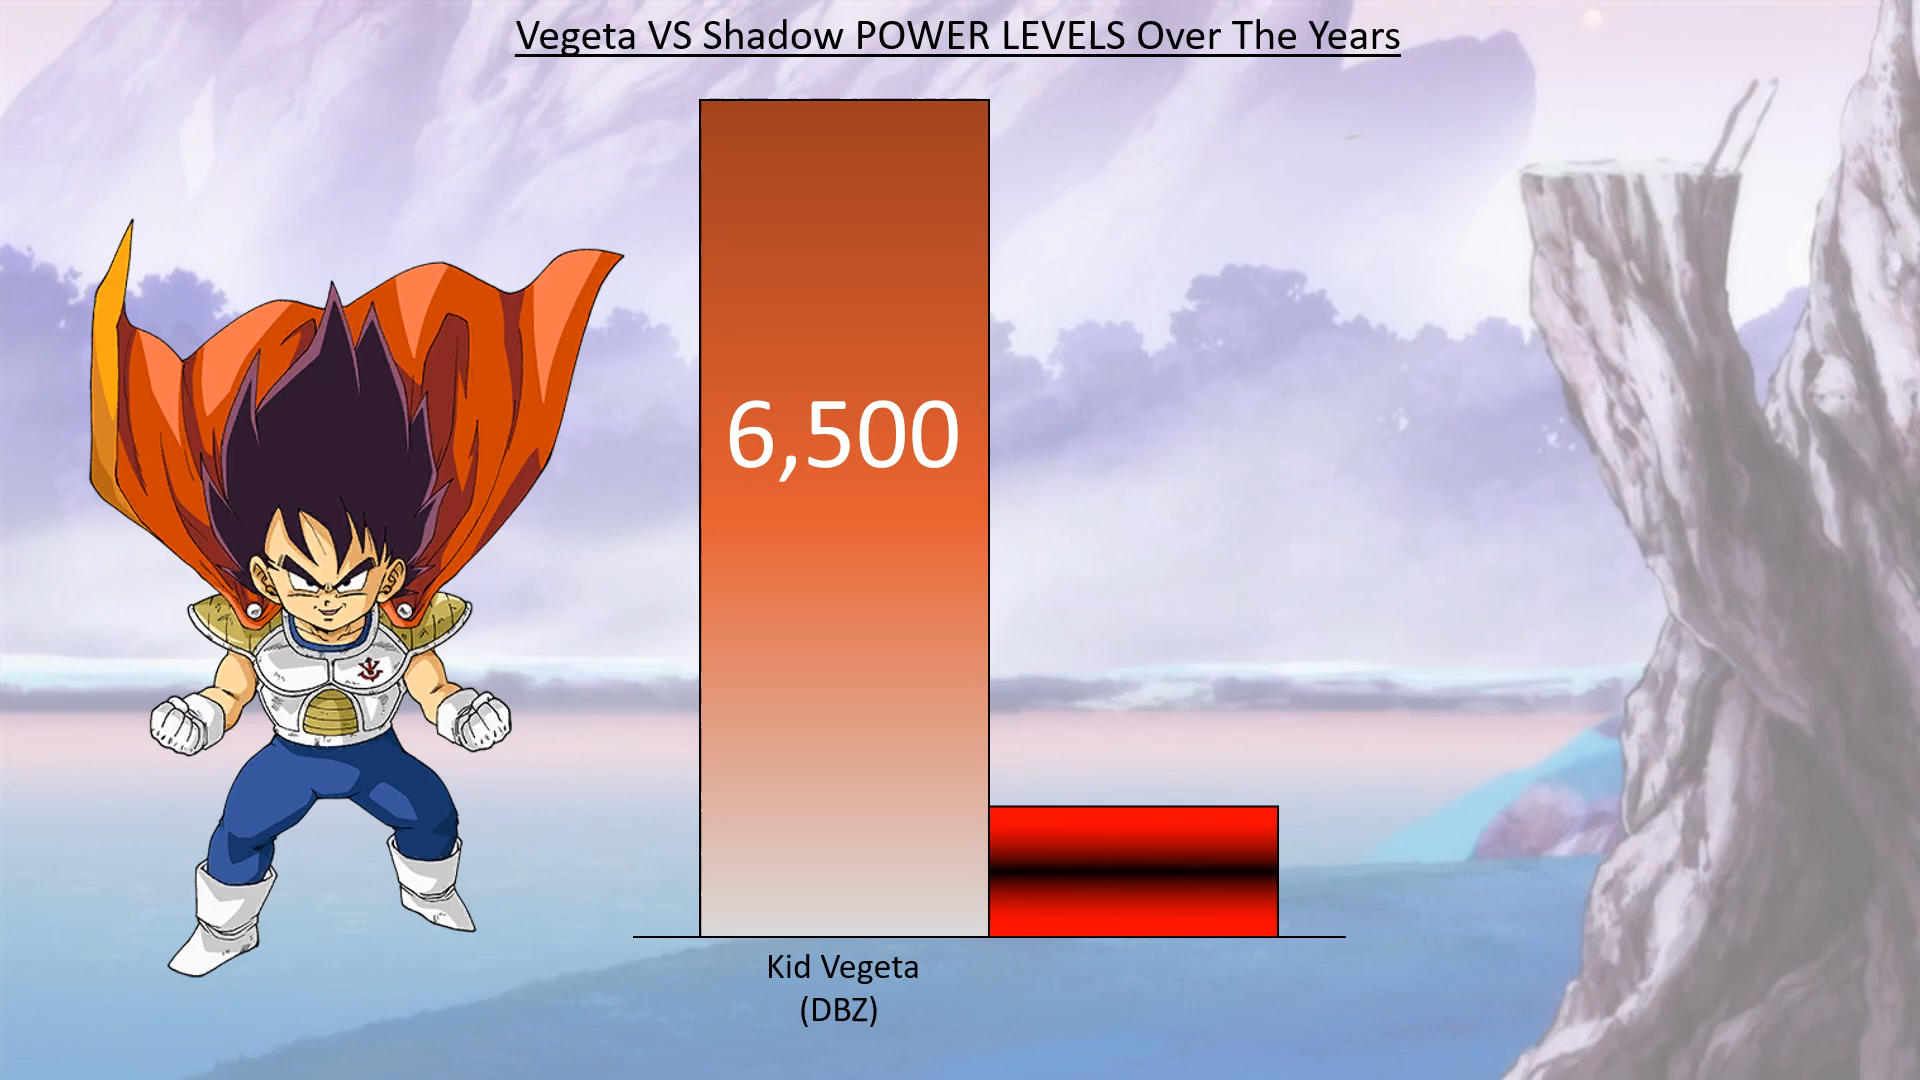 Vegeta VS Shadow POWER LEVELS Over The Years
6,500
Kid Vegeta
(DBZ)